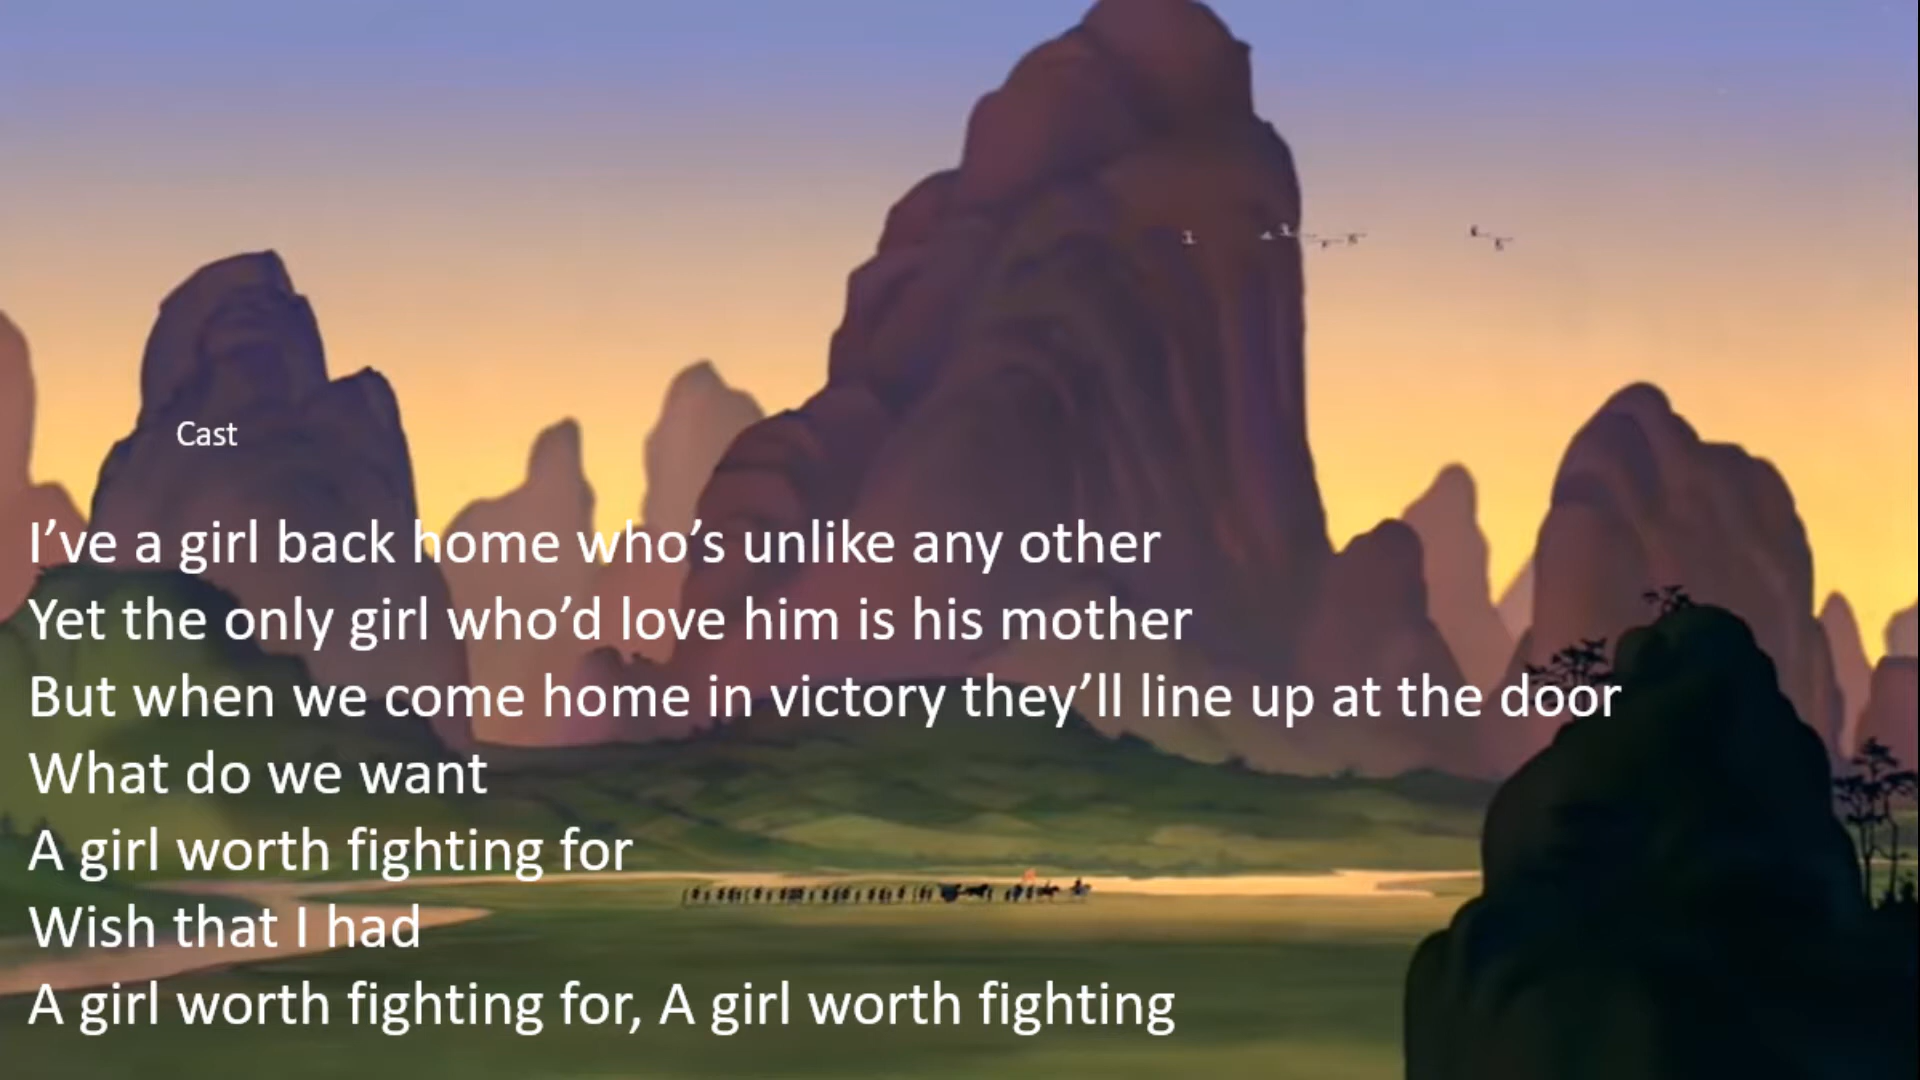 Cast
I’ve a girl back home who’s unlike any other
Yet the only girl who’d love him is his mother
But when we come home in victory they’ll line up at the door
What do we want
A girl worth fighting for
Wish that I had
A girl worth fighting for, A girl worth fighting